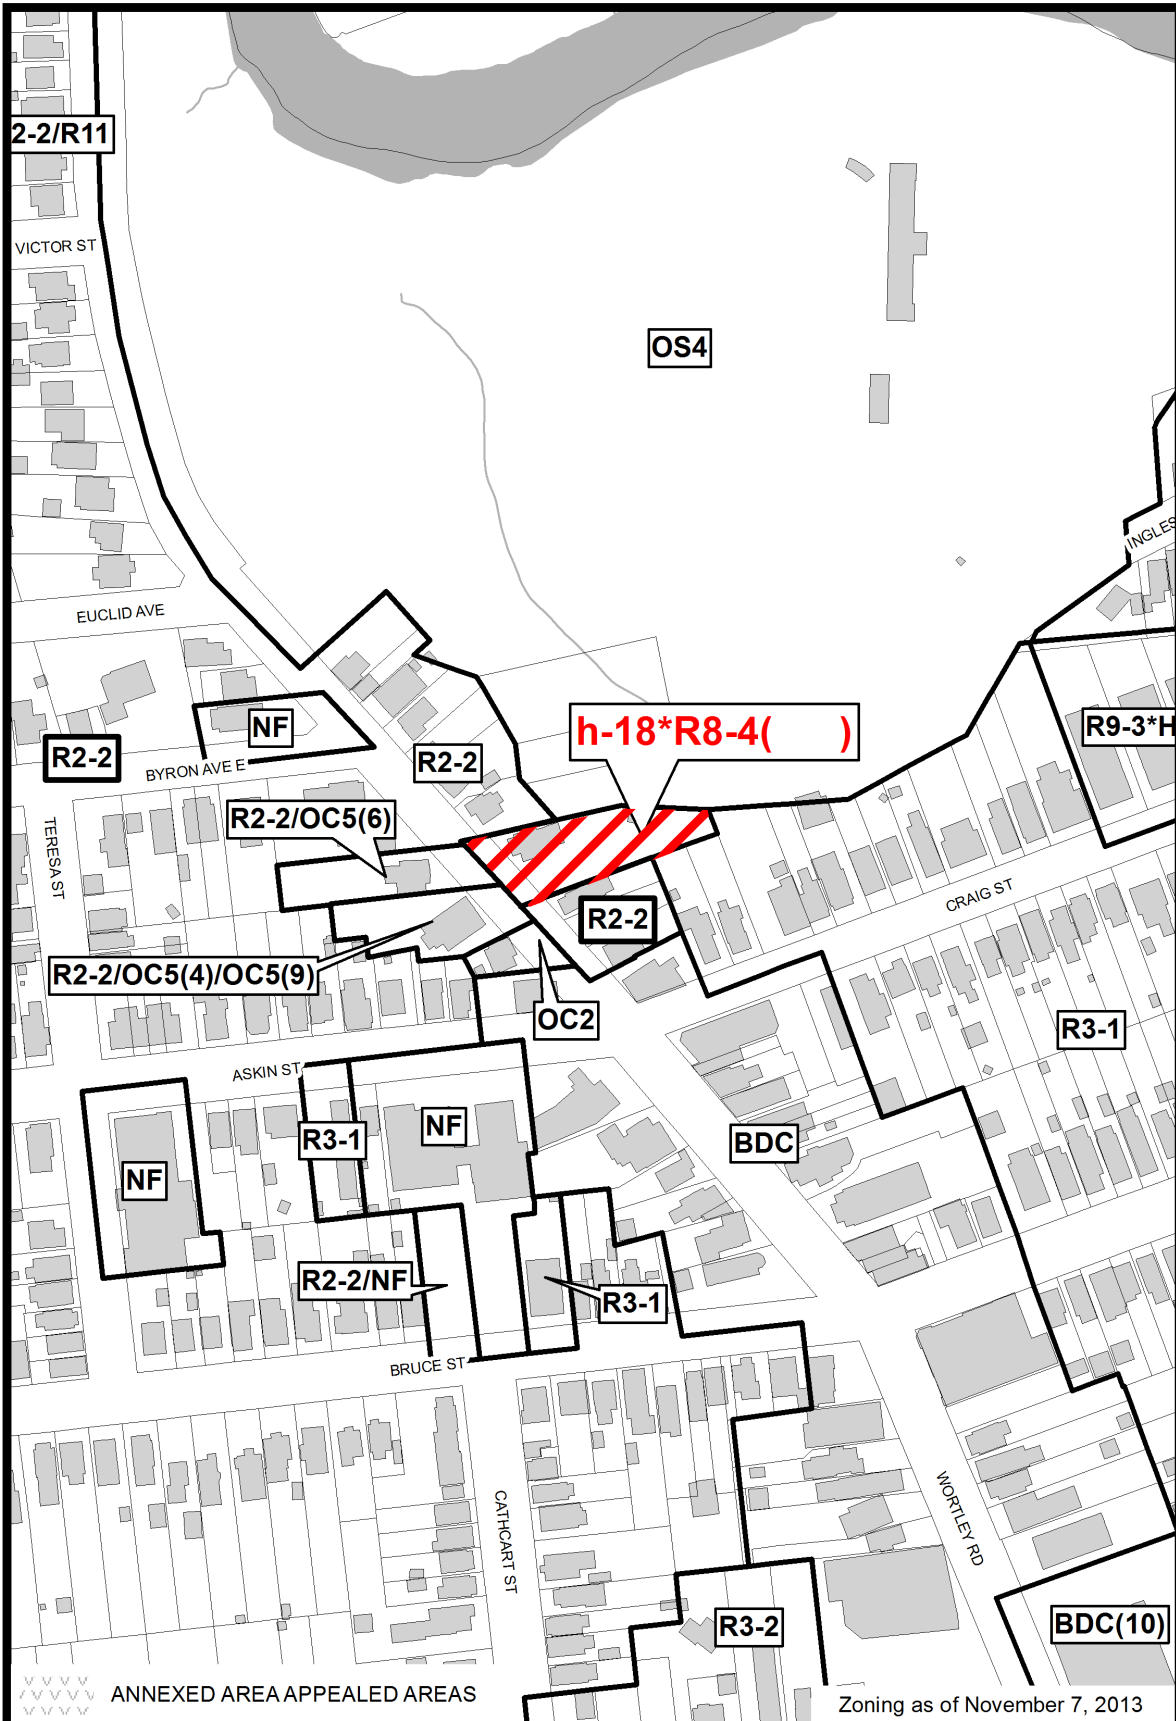 2-2/R11
VICTOR ST
OS4
INGLES
EUCLID AVE
h-18*R8-4( )
NF
R9-3*H
R2-2
R2-2
BYRON AVE E
R2-2/OC5(6)
TERESA ST
CRAIG ST
R2-2
R2-2/OC5(4)/OC5(9)
OC2
R3-1
ASKIN ST
NF
R3-1
BDC
NF
R2-2/NF
R3-1
BRUCE ST
WORTLEY RD
CATHCART ST
R3-2
BDC(10)
ANNEXED AREA APPEALED AREAS
Zoning as of November 7, 2013